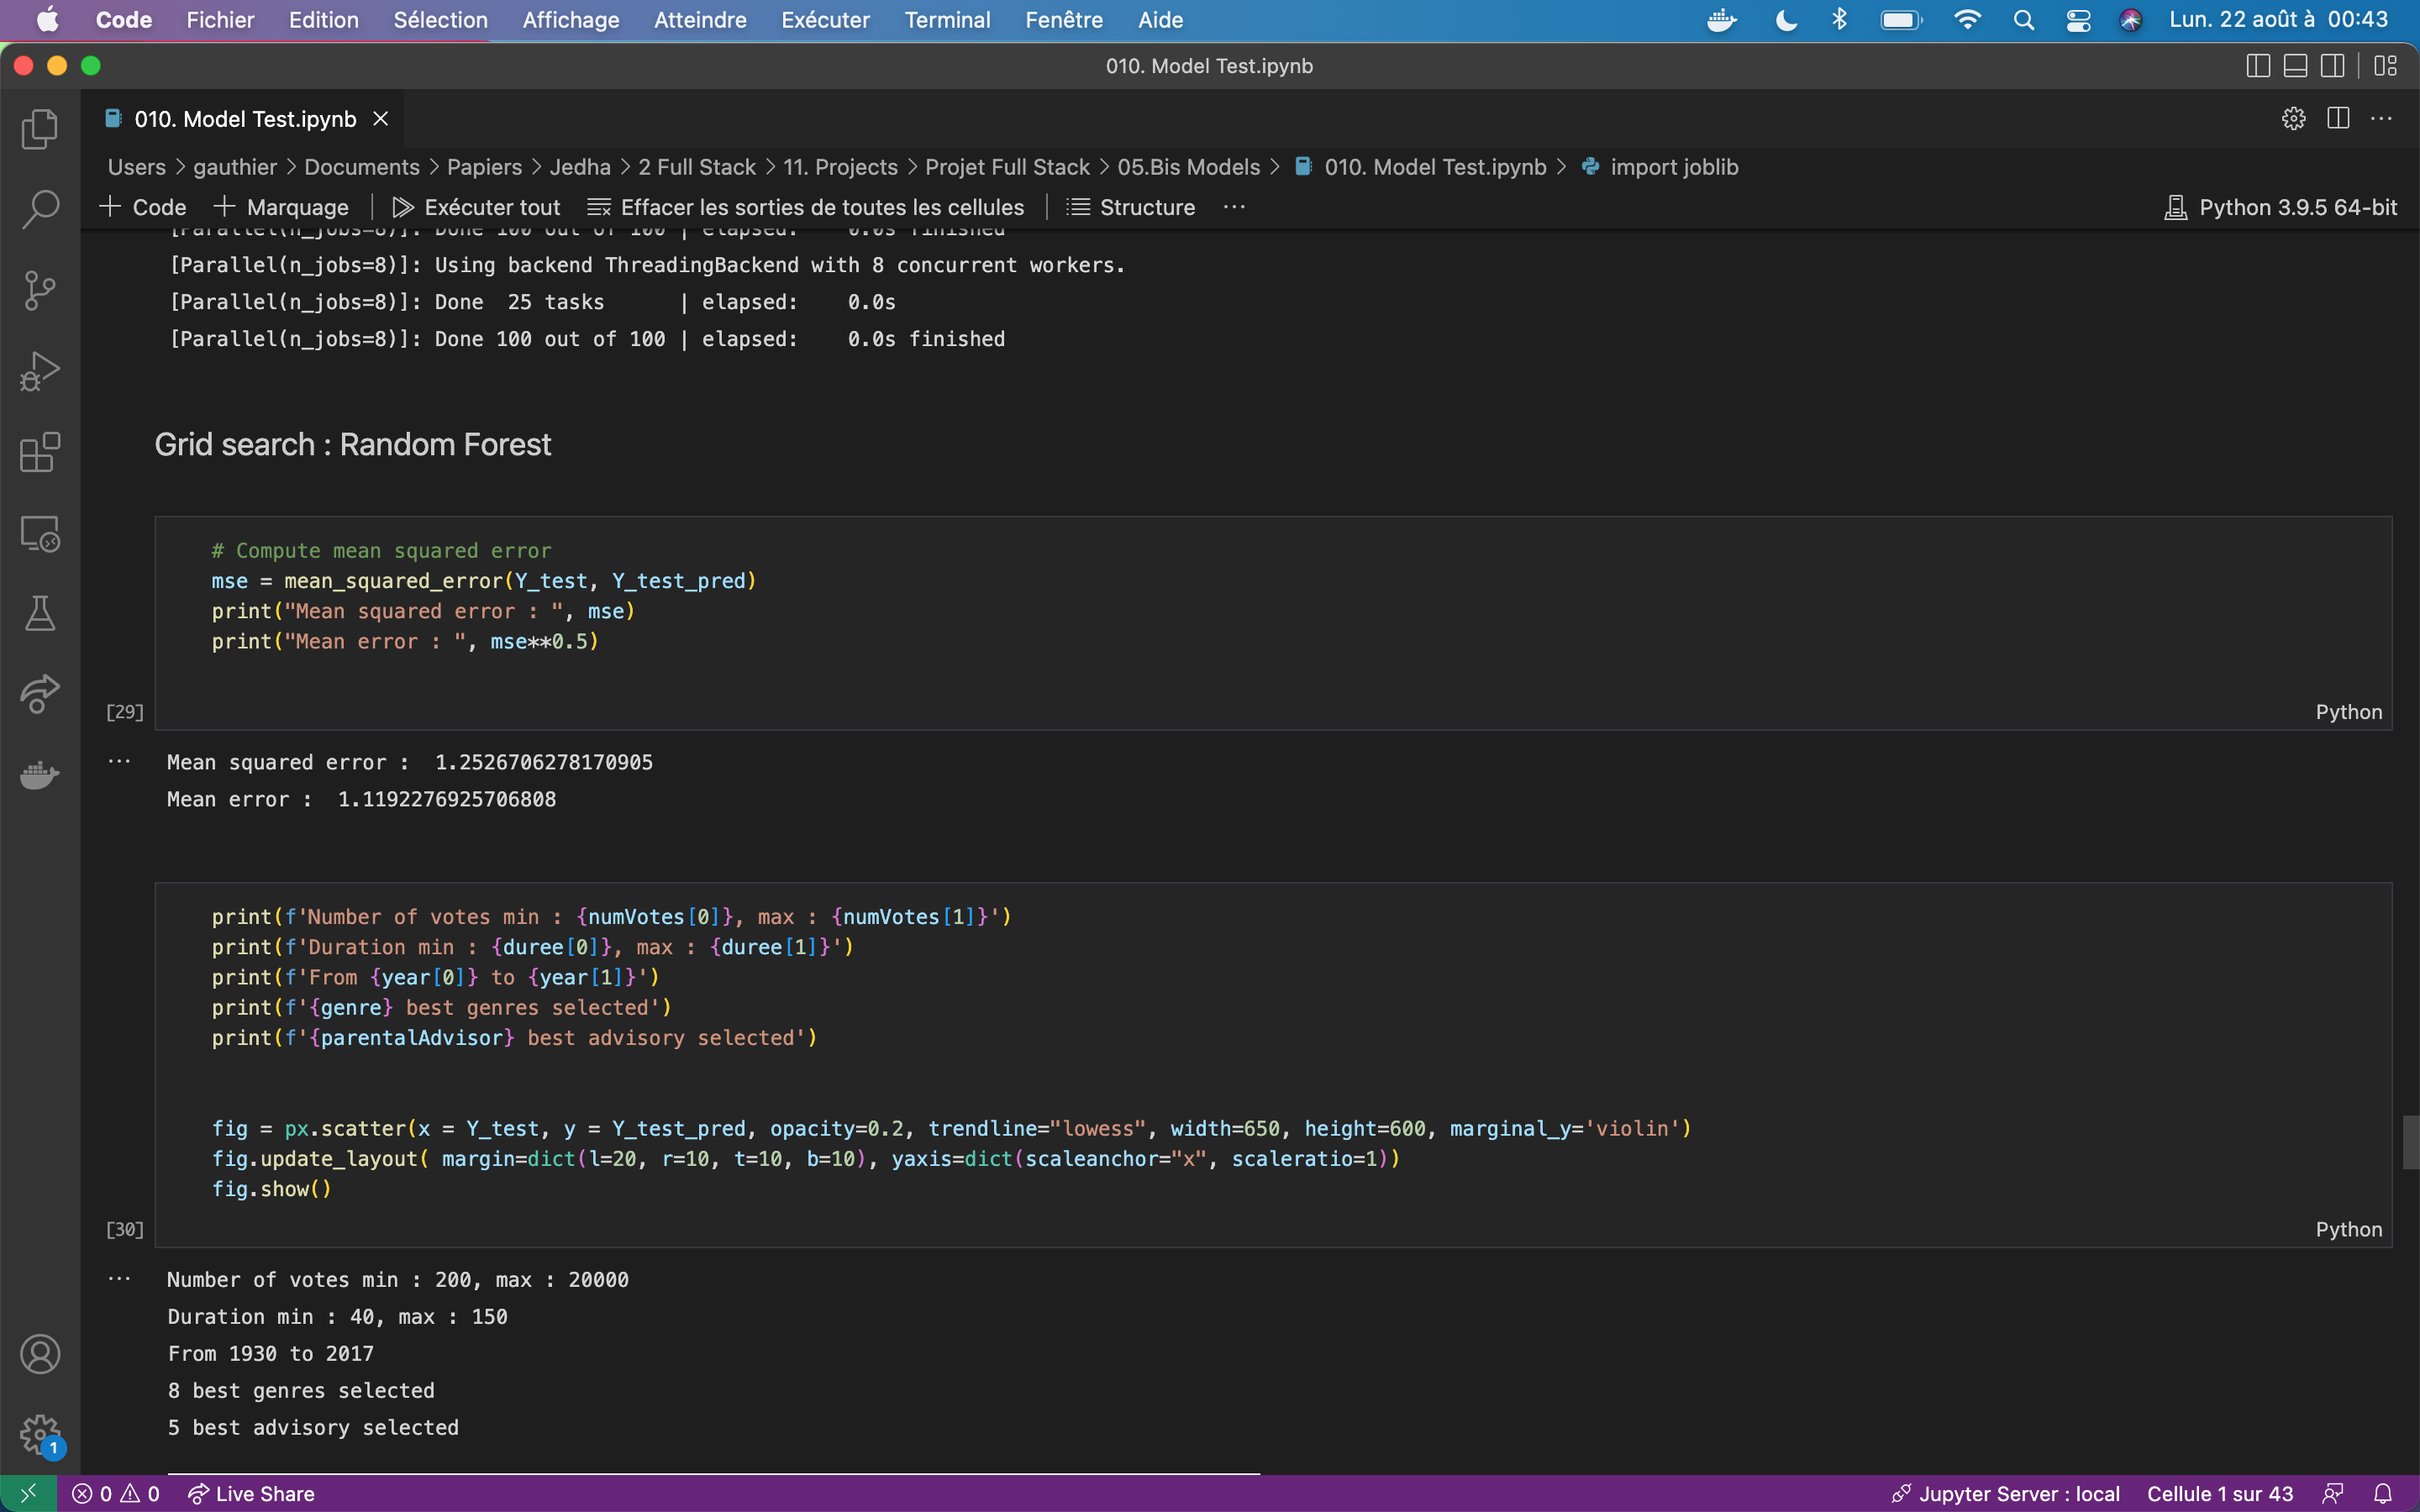 Code Fichier Edition Sélection Affichage Atteindre Exécuter Terminal Fenêtre Aide Lun. 22 août à 00:43
010. Model Test.ipynb
010. Model Test.ipynb
Users > gauthier > Documents > Papiers > Jedha > 2 Full Stack > 11. Projects > Projet Full Stack > 05.Bis Models > 010. Model Test.ipynb > import joblib
+ Code + Marquage Exécuter tout Effacer les sorties de toutes les cellules Structure ··· Python 3.9.5 64-bit
[Parallel(n_jobs=8)]: Done 100 out of 100 | elapsed:    0.0s finished
[Parallel(n_jobs=8)]: Using backend ThreadingBackend with 8 concurrent workers.
[Parallel(n_jobs=8)]: Done  25 tasks      | elapsed:    0.0s
[Parallel(n_jobs=8)]: Done 100 out of 100 | elapsed:    0.0s finished
Grid search : Random Forest
# Compute mean squared error
mse = mean_squared_error(Y_test, Y_test_pred)
print("Mean squared error : ", mse)
print("Mean error : ", mse**0.5)
[29] Python
Mean squared error :  1.2526706278170905
Mean error :  1.1192276925706808
print(f'Number of votes min : {numVotes[0]}, max : {numVotes[1]}')
print(f'Duration min : {duree[0]}, max : {duree[1]}')
print(f'From {year[0]} to {year[1]}')
print(f'{genre} best genres selected')
print(f'{parentalAdvisor} best advisory selected')
fig = px.scatter(x = Y_test, y = Y_test_pred, opacity=0.2, trendline="lowess", width=650, height=600, marginal_y='violin')
fig.update_layout( margin=dict(l=20, r=10, t=10, b=10), yaxis=dict(scaleanchor="x", scaleratio=1))
fig.show()
[30] Python
Number of votes min : 200, max : 20000
Duration min : 40, max : 150
From 1930 to 2017
8 best genres selected
5 best advisory selected
1
0 0 Live Share Jupyter Server : local Cellule 1 sur 43